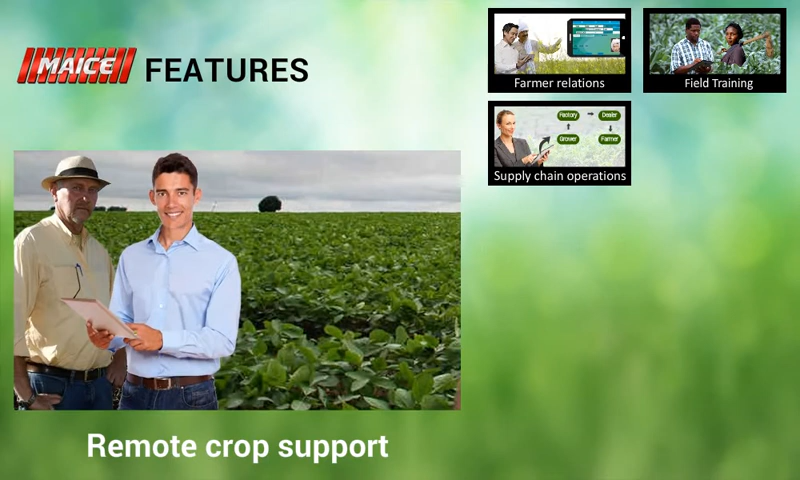 MAICE
FEATURES
Farmer relations
Field Training
Factory
Dealer
Grower
Farmer
Supply chain operations
Remote crop support